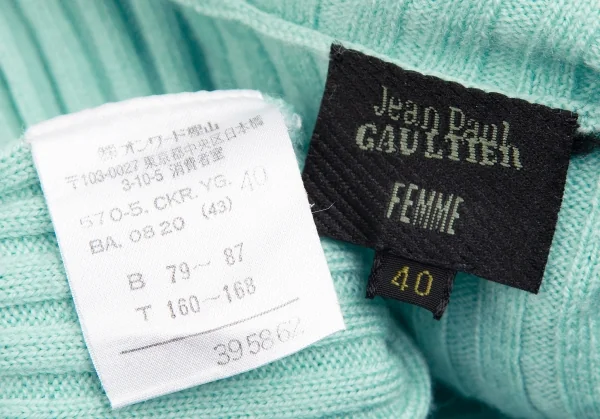 ㈱オンワード樫山
〒103-0027 東京都中央区日本橋
3-10-5 消費者室
570-5. CKR. YG. 40
BA. 0820 (43)
B 79～ 87
T 160～168
395862
Jean Paul
GAULTIER
FEMME
40